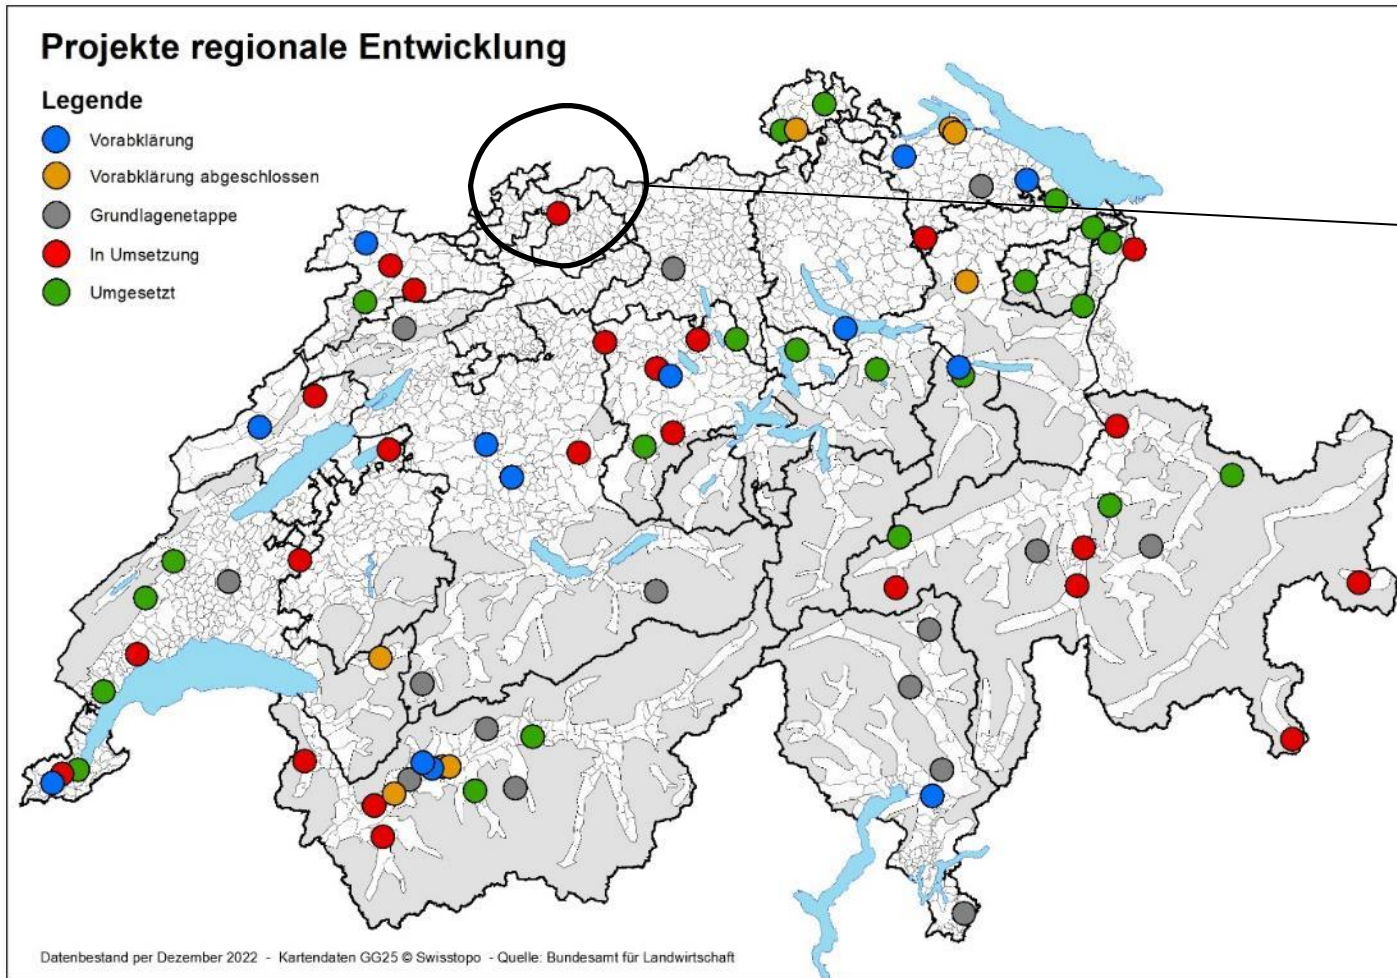 Projekte regionale Entwicklung
Legende
Vorabklärung
Vorabklärung abgeschlossen
Grundlagenetappe
In Umsetzung
Umgesetzt
Datenbestand per Dezember 2022 - Kartendaten GG25 © Swisstopo - Quelle: Bundesamt für Landwirtschaft